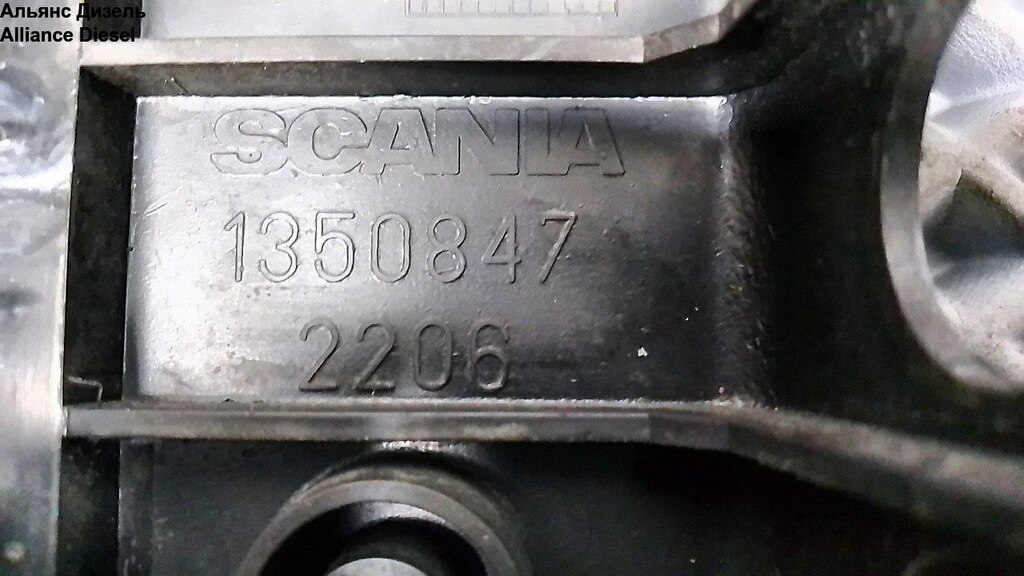 Альянс Дизель
Alliance Diesel
SCANIA
1350847
2206